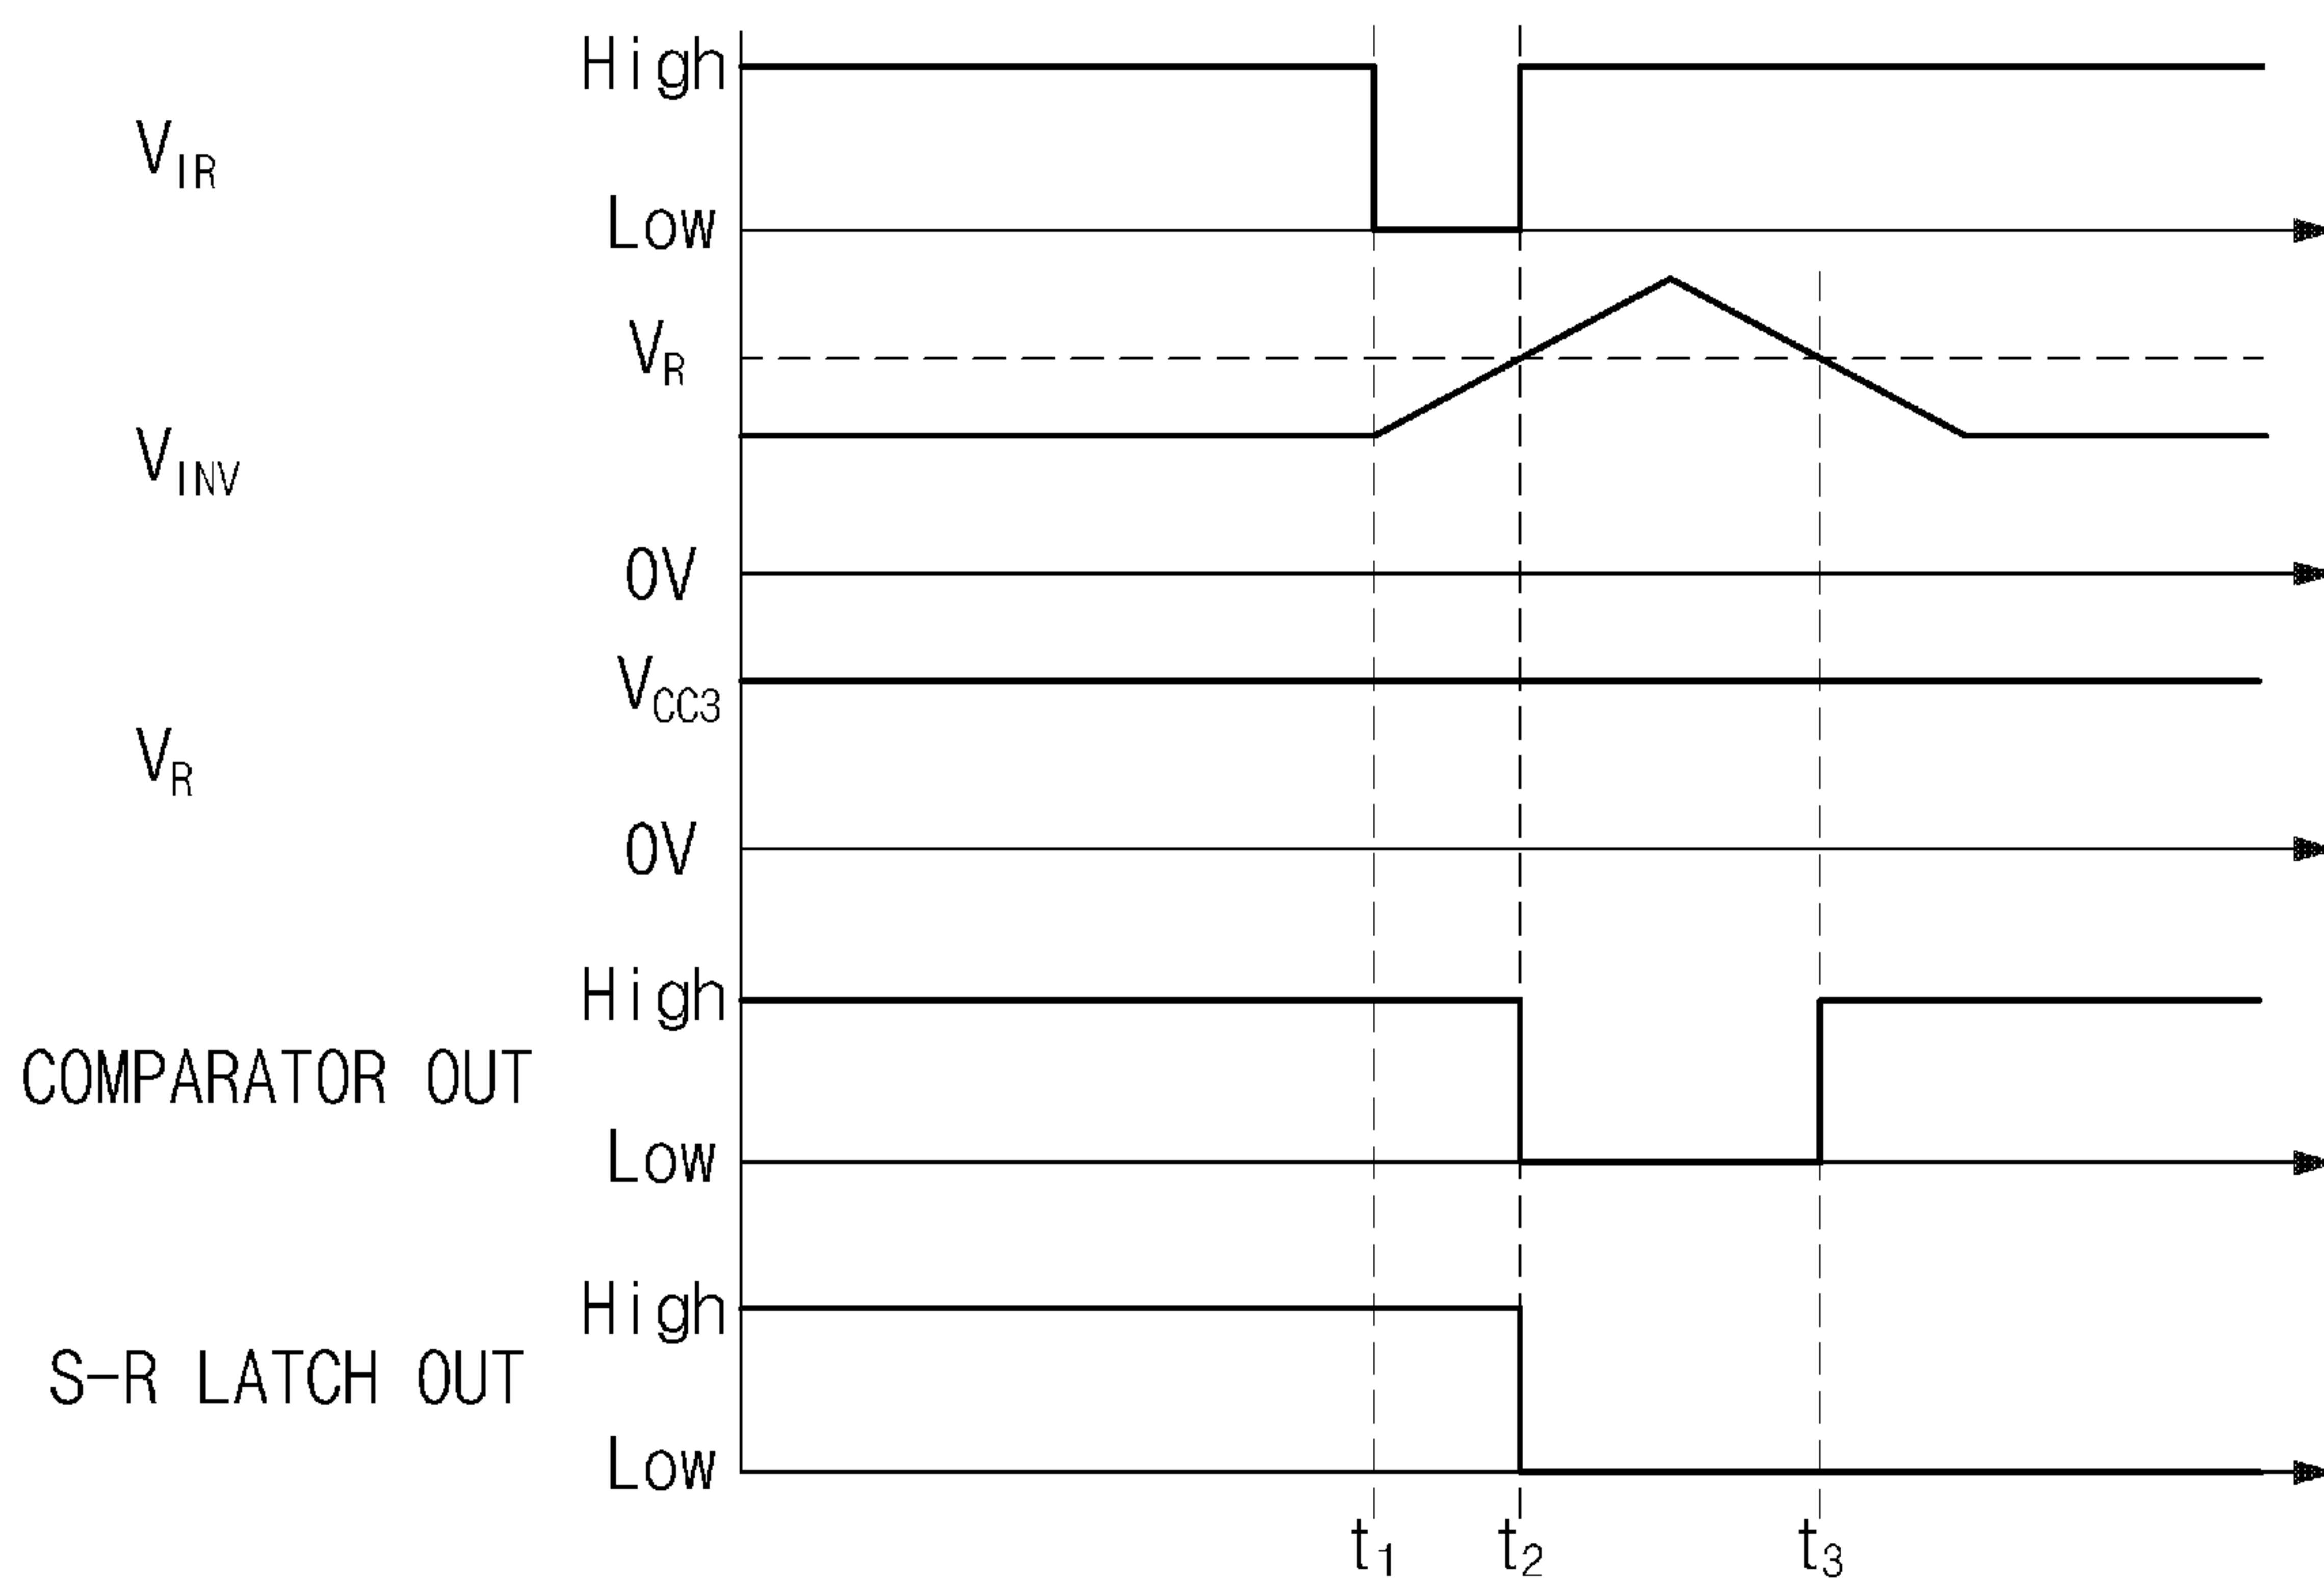 High
V_IR
Low
V_R
V_INV
0V
V_CC3
V_R
0V
High
COMPARATOR OUT
Low
High
S-R LATCH OUT
Low
t_1 t_2 t_3